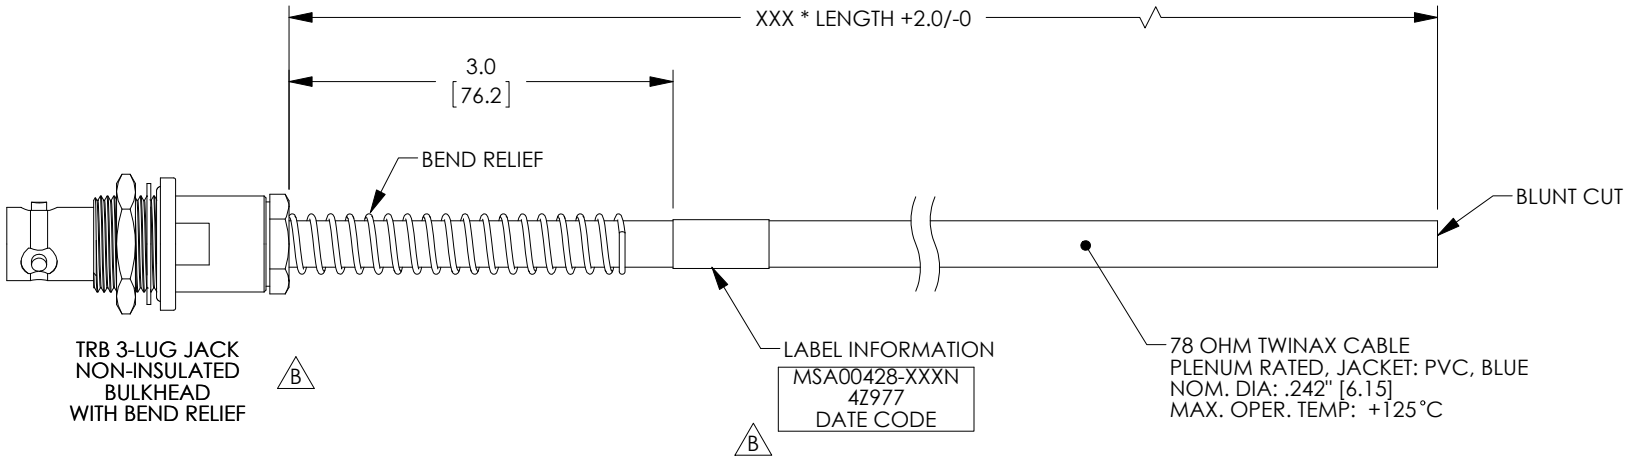 XXX * LENGTH +2.0/-0
3.0
[76.2]
BEND RELIEF
BLUNT CUT
TRB 3-LUG JACK
NON-INSULATED
BULKHEAD
WITH BEND RELIEF
B
LABEL INFORMATION
MSA00428-XXXN
4Z977
DATE CODE
B
78 OHM TWINAX CABLE
PLENUM RATED, JACKET: PVC, BLUE
NOM. DIA: .242" [6.15]
MAX. OPER. TEMP: +125°C